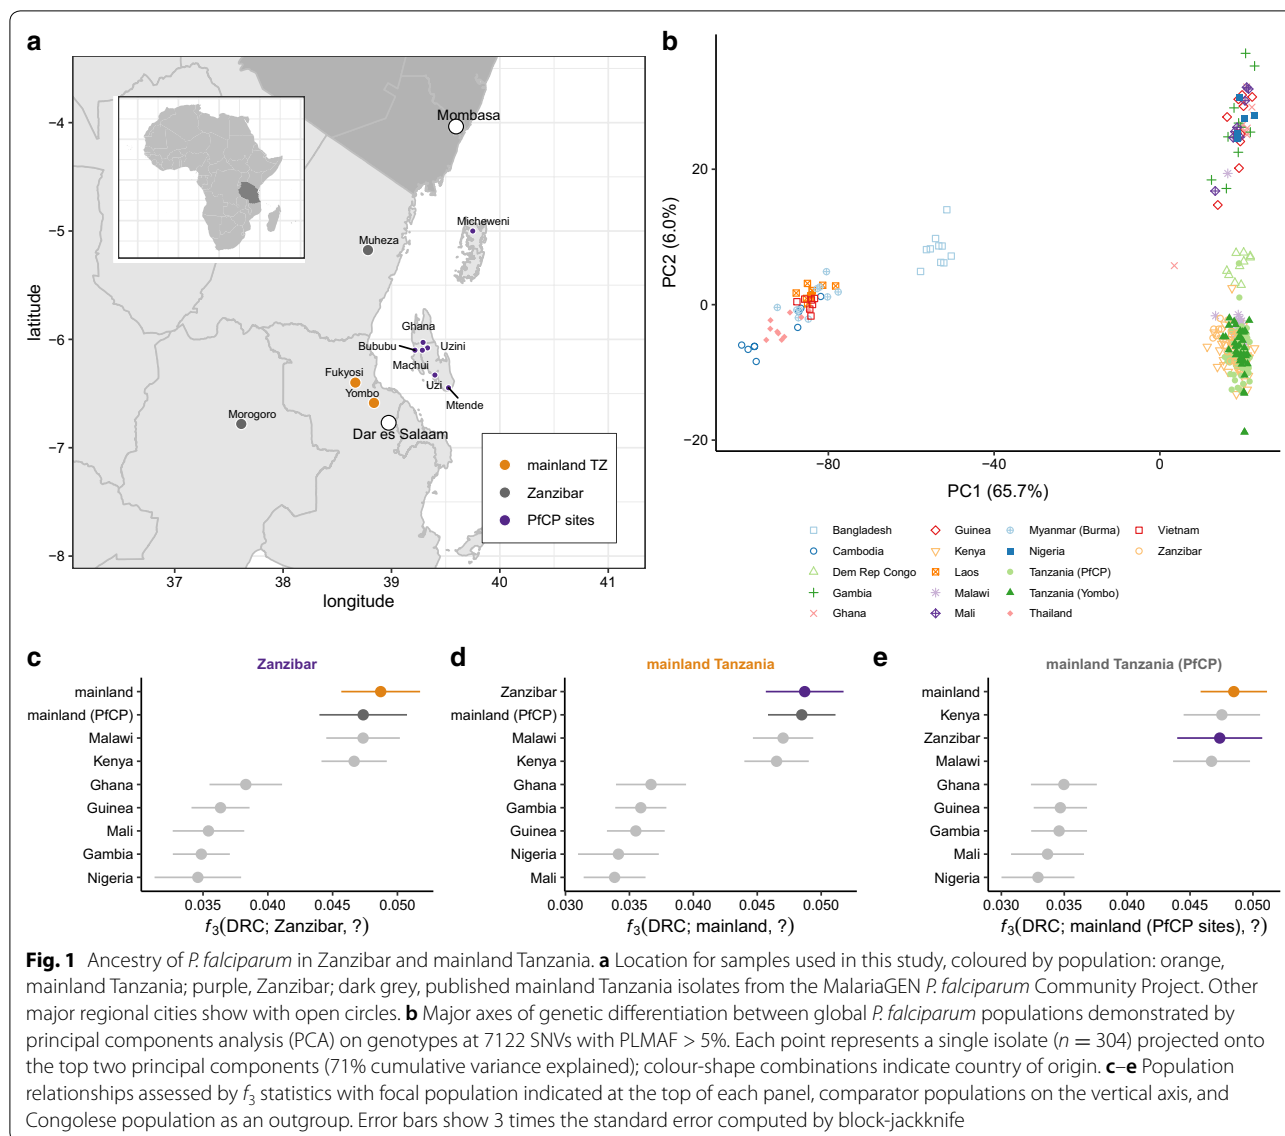 a
Mombasa
Micheweni
Muheza
Ghana
Bububu
Uzini
Machui
Fukyosi
Uzi
Yombo
Mtende
Morogoro
Dar es Salaam
mainland TZ
Zanzibar
PfCP sites
−4
−5
−6
−7
−8
latitude
37
38
39
40
41
longitude
b
20
0
−20
PC2 (6.0%)
−80
−40
0
PC1 (65.7%)
Bangladesh
Cambodia
Dem Rep Congo
Gambia
Ghana
Guinea
Kenya
Laos
Malawi
Mali
Myanmar (Burma)
Nigeria
Tanzania (PfCP)
Tanzania (Yombo)
Thailand
Vietnam
Zanzibar
c
Zanzibar
mainland
mainland (PfCP)
Malawi
Kenya
Ghana
Guinea
Mali
Gambia
Nigeria
0.035 0.040 0.045 0.050
f3(DRC; Zanzibar, ?)
d
mainland Tanzania
Zanzibar
mainland (PfCP)
Malawi
Kenya
Ghana
Gambia
Guinea
Nigeria
Mali
0.030 0.035 0.040 0.045 0.050
f3(DRC; mainland, ?)
e
mainland Tanzania (PfCP)
mainland
Kenya
Zanzibar
Malawi
Ghana
Guinea
Gambia
Mali
Nigeria
0.030 0.035 0.040 0.045 0.050
f3(DRC; mainland (PfCP sites), ?)
Fig. 1 Ancestry of P. falciparum in Zanzibar and mainland Tanzania. a Location for samples used in this study, coloured by population: orange,
mainland Tanzania; purple, Zanzibar; dark grey, published mainland Tanzania isolates from the MalariaGEN P. falciparum Community Project. Other
major regional cities show with open circles. b Major axes of genetic differentiation between global P. falciparum populations demonstrated by
principal components analysis (PCA) on genotypes at 7122 SNVs with PLMAF > 5%. Each point represents a single isolate (n = 304) projected onto
the top two principal components (71% cumulative variance explained); colour-shape combinations indicate country of origin. c–e Population
relationships assessed by f3 statistics with focal population indicated at the top of each panel, comparator populations on the vertical axis, and
Congolese population as an outgroup. Error bars show 3 times the standard error computed by block-jackknife